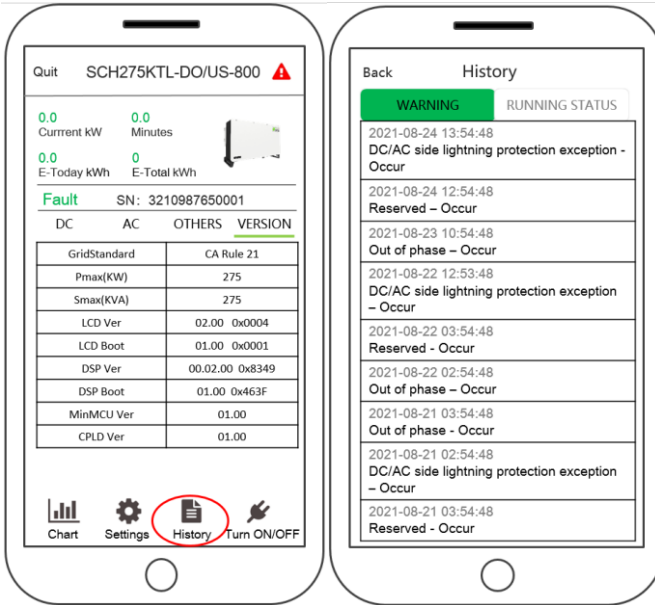 Quit SCH275KTL-DO/US-800
0.0 0.0
Currrent kW Minutes
0.0 0
E-Today kWh E-Total kWh
Fault SN: 3210987650001
DC AC OTHERS VERSION
GridStandard CA Rule 21
Pmax(KW) 275
Smax(KVA) 275
LCD Ver 02.00 0x0004
LCD Boot 01.00 0x0001
DSP Ver 00.02.00 0x8349
DSP Boot 01.00 0x463F
MinMCU Ver 01.00
CPLD Ver 01.00
Chart Settings History Turn ON/OFF
Back History
WARNING RUNNING STATUS
2021-08-24 13:54:48
DC/AC side lightning protection exception -
Occur
2021-08-24 12:54:48
Reserved – Occur
2021-08-23 10:54:48
Out of phase – Occur
2021-08-22 12:53:48
DC/AC side lightning protection exception
– Occur
2021-08-22 03:54:48
Reserved - Occur
2021-08-22 02:54:48
Out of phase – Occur
2021-08-21 03:54:48
Out of phase - Occur
2021-08-21 02:54:48
DC/AC side lightning protection exception
– Occur
2021-08-21 03:54:48
Reserved - Occur